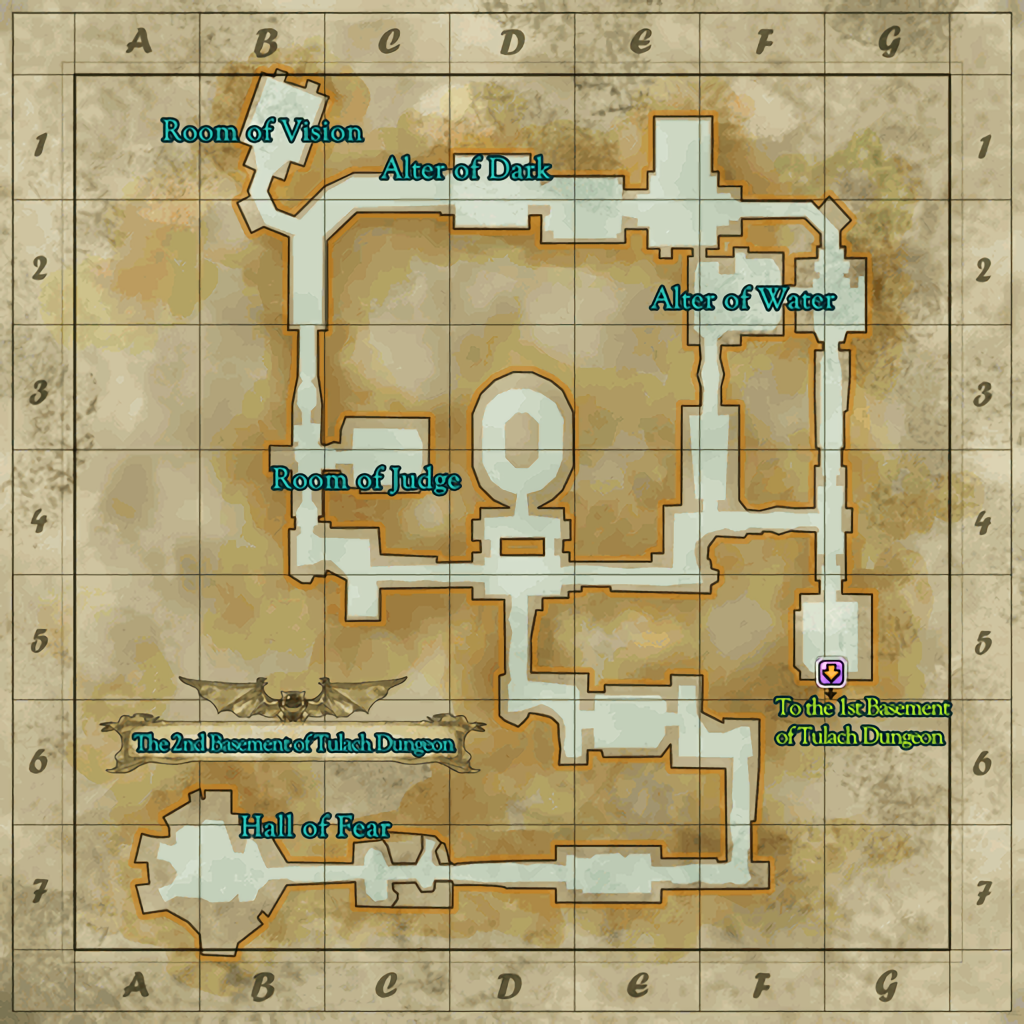 A B C D E F G
1
Room of Vision
1
Alter of Dark
2
2
Alter of Water
3
3
Room of Judge
4
4
5
5
To the 1st Basement
of Tulach Dungeon
The 2nd Basement of Tulach Dungeon
6
6
Hall of Fear
7
7
A B C D E F G